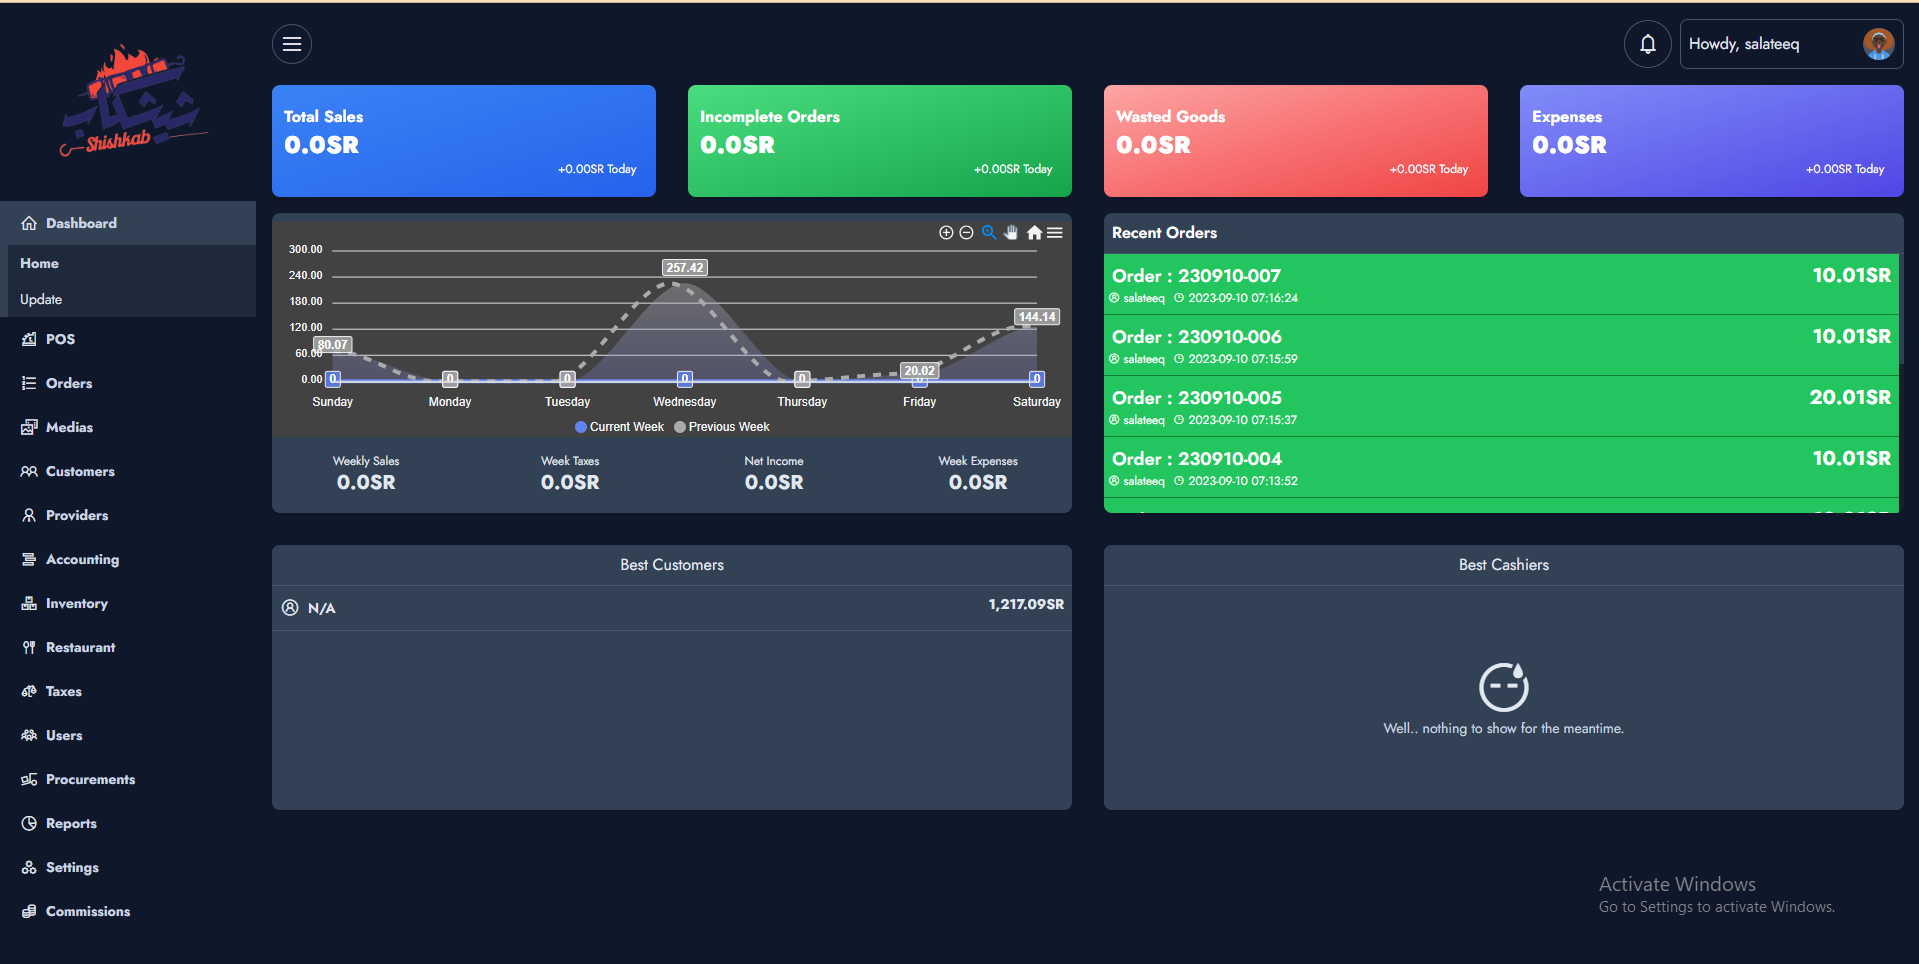 شيشكاب
Shishkab
Howdy, salateeq
Dashboard
Home
Update
POS
Orders
Medias
Customers
Providers
Accounting
Inventory
Restaurant
Taxes
Users
Procurements
Reports
Settings
Commissions
Total Sales
0.0SR
+0.00SR Today
Incomplete Orders
0.0SR
+0.00SR Today
Wasted Goods
0.0SR
+0.00SR Today
Expenses
0.0SR
+0.00SR Today
300.00
240.00
180.00
120.00
60.00
0.00
257.42
144.14
80.07
20.02
0 0 0 0 0 0 0
Sunday Monday Tuesday Wednesday Thursday Friday Saturday
Current Week Previous Week
Weekly Sales
0.0SR
Week Taxes
0.0SR
Net Income
0.0SR
Week Expenses
0.0SR
Recent Orders
Order : 230910-007 10.01SR
salateeq 2023-09-10 07:16:24
Order : 230910-006 10.01SR
salateeq 2023-09-10 07:15:59
Order : 230910-005 20.01SR
salateeq 2023-09-10 07:15:37
Order : 230910-004 10.01SR
salateeq 2023-09-10 07:13:52
Best Customers
N/A 1,217.09SR
Best Cashiers
Well.. nothing to show for the meantime.
Activate Windows
Go to Settings to activate Windows.